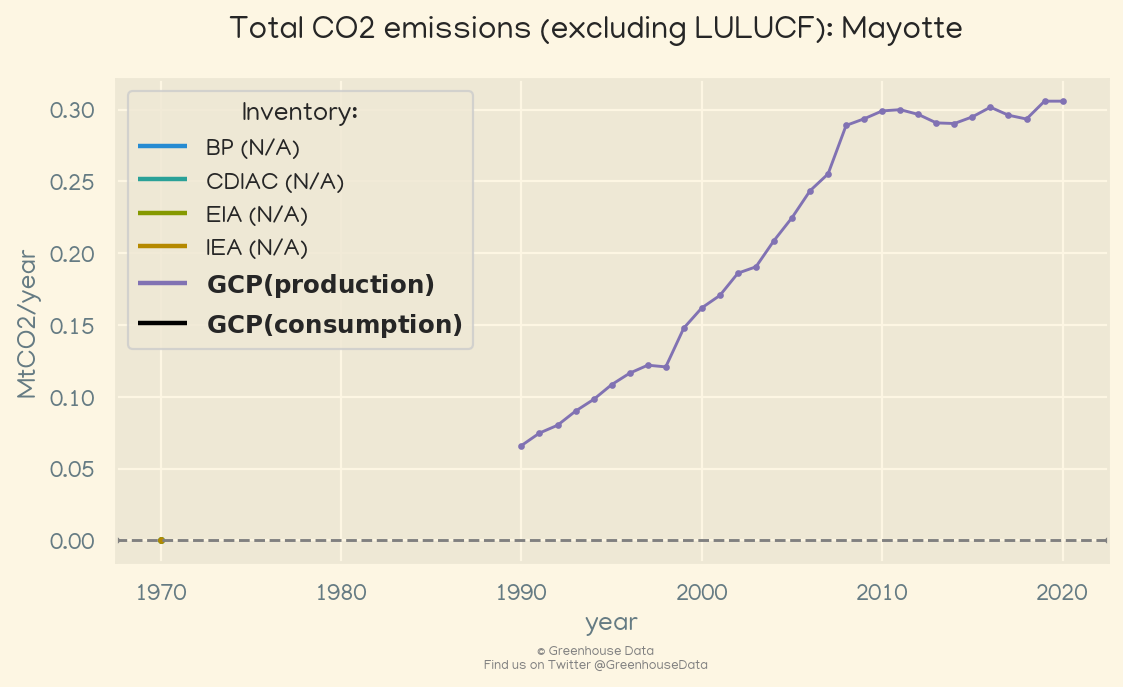 Total CO2 emissions (excluding LULUCF): Mayotte
Inventory:
BP (N/A)
CDIAC (N/A)
EIA (N/A)
IEA (N/A)
GCP(production)
GCP(consumption)
MtCO2/year
0.30
0.25
0.20
0.15
0.10
0.05
0.00
1970 1980 1990 2000 2010 2020
year
© Greenhouse Data
Find us on Twitter @GreenhouseData